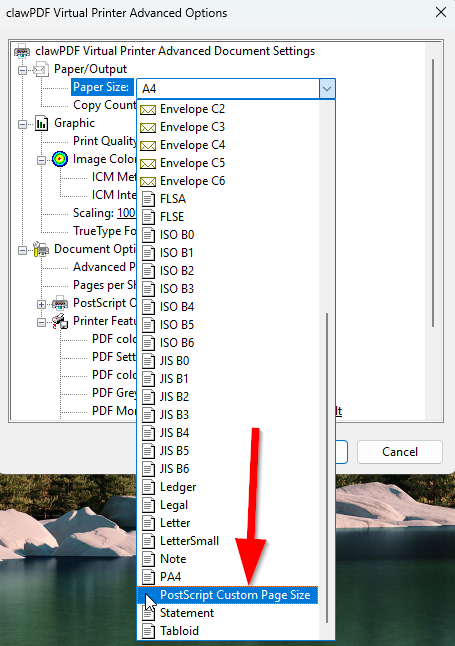 clawPDF Virtual Printer Advanced Options
clawPDF Virtual Printer Advanced Document Settings
Paper/Output
Paper Size: A4
Copy Count
Envelope C2
Graphic
Envelope C3
Print Quality
Envelope C4
Image Color
Envelope C5
ICM Met
Envelope C6
ICM Inte
FLSA
Scaling: 100
FLSE
TrueType Fo
ISO B0
Document Opti
ISO B1
Advanced P
ISO B2
Pages per Sh
ISO B3
PostScript O
ISO B4
Printer Featu
ISO B5
PDF colo
ISO B6
PDF Sett
JIS B0
PDF colo
JIS B1
PDF Grey
JIS B2
PDF Mon
JIS B3
lt
JIS B4
JIS B5
Cancel
JIS B6
Ledger
Legal
Letter
LetterSmall
Note
PA4
PostScript Custom Page Size
Statement
Tabloid